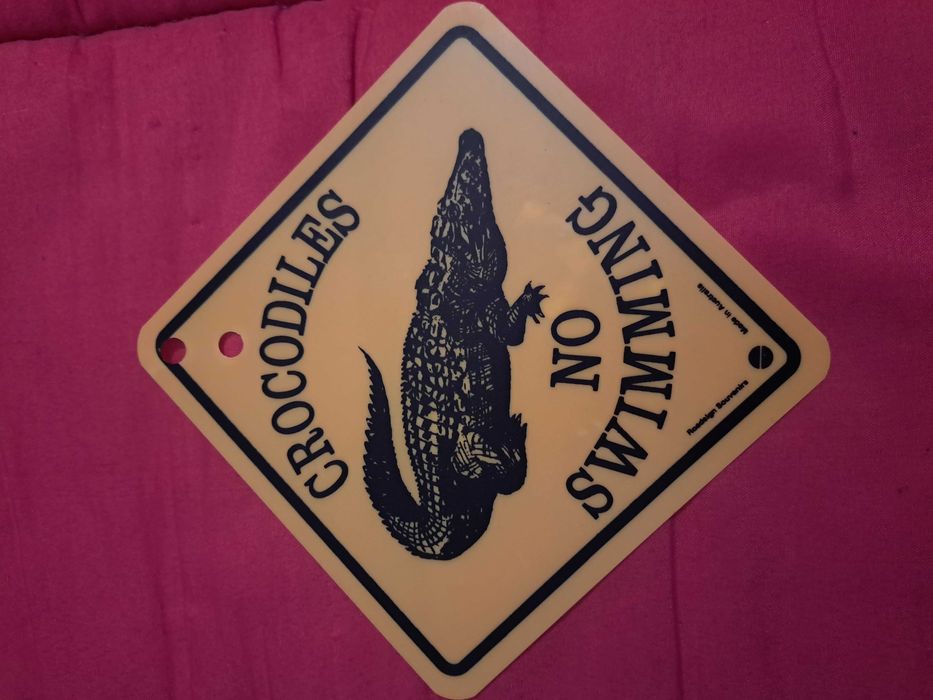 CROCODILES
NO
SWIMMING
Roadsign Souvenirs
Made in Australia